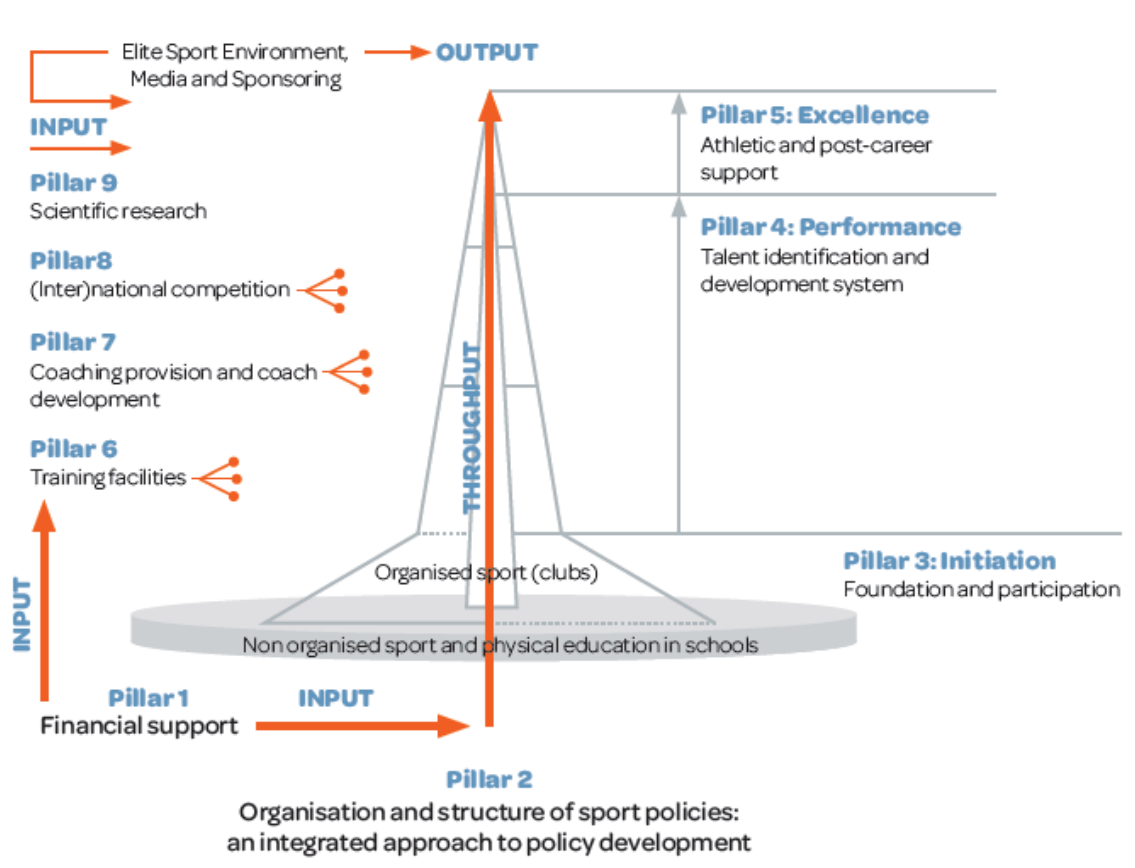 Elite Sport Environment,
Media and Sponsoring
OUTPUT
INPUT
Pillar 9
Scientific research
Pillar8
(Inter)national competition
Pillar 7
Coaching provision and coach
development
Pillar 6
Training facilities
INPUT
Pillar 1
Financial support
INPUT
THROUGHPUT
Pillar 5: Excellence
Athletic and post-career
support
Pillar 4: Performance
Talent identification and
development system
Pillar 3: Initiation
Foundation and participation
Organised sport (clubs)
Non organised sport and physical education in schools
Pillar 2
Organisation and structure of sport policies:
an integrated approach to policy development